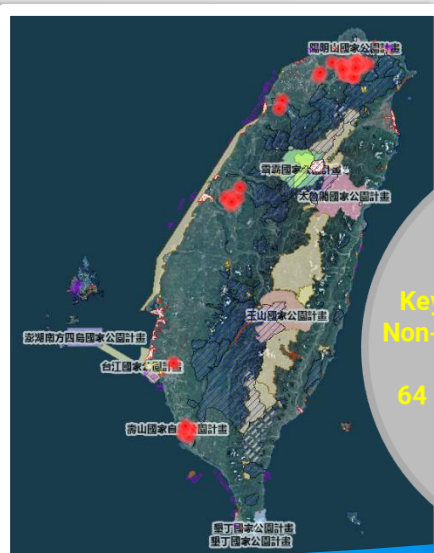 陽明山國家公園計畫
雪霸國家公園計畫
太魯閣國家公園計畫
玉山國家公園計畫
澎湖南方四島國家公園計畫
台江國家公園計畫
壽山國家自
公園計畫
墾丁國家公園計畫
墾丁國家公園計畫
Key
Non-
64